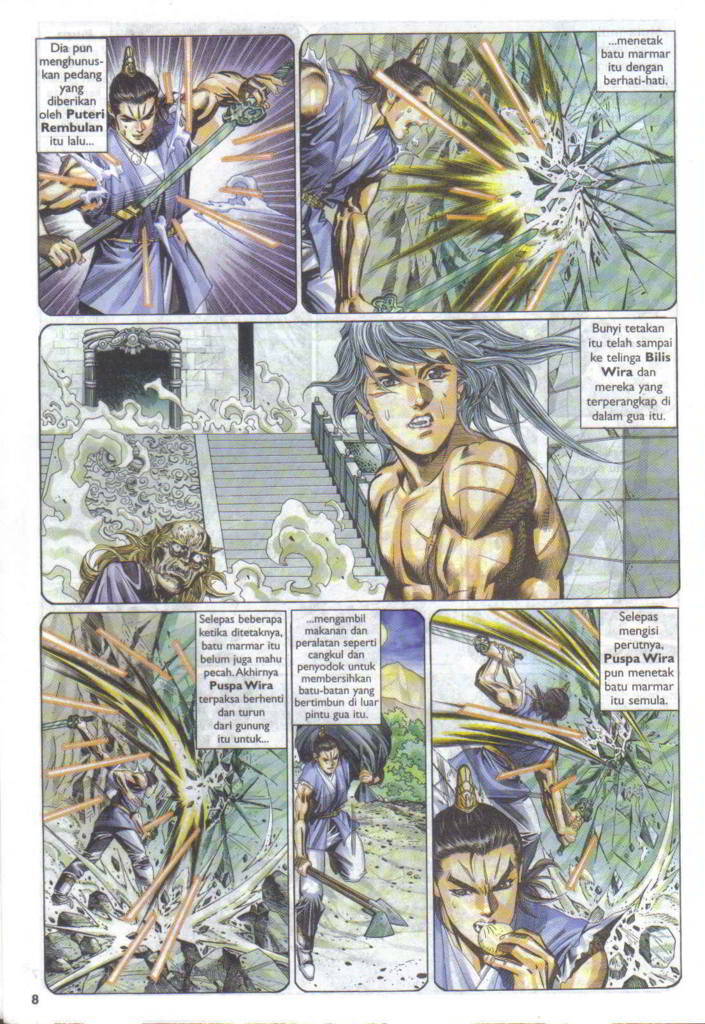 Dia pun
menghunus-
kan pedang
yang
diberikan
oleh Puteri
Rembulan
itu lalu...
...menetak
batu marmar
itu dengan
berhati-hati.
Bunyi tetakan
itu telah sampai
ke telinga Bilis
Wira dan
mereka yang
terperangkap di
dalam gua itu.
Selepas beberapa
ketika ditetaknya,
batu marmar itu
belum juga mahu
pecah. Akhirnya
Puspa Wira
terpaksa berhenti
dan turun
dari gunung
itu untuk...
...mengambil
makanan dan
peralatan seperti
cangkul dan
penyodok untuk
membersihkan
batu-batan yang
bertimbun di luar
pintu gua itu.
Selepas
mengisi
perutnya,
Puspa Wira
pun menetak
batu marmar
itu semula.
8